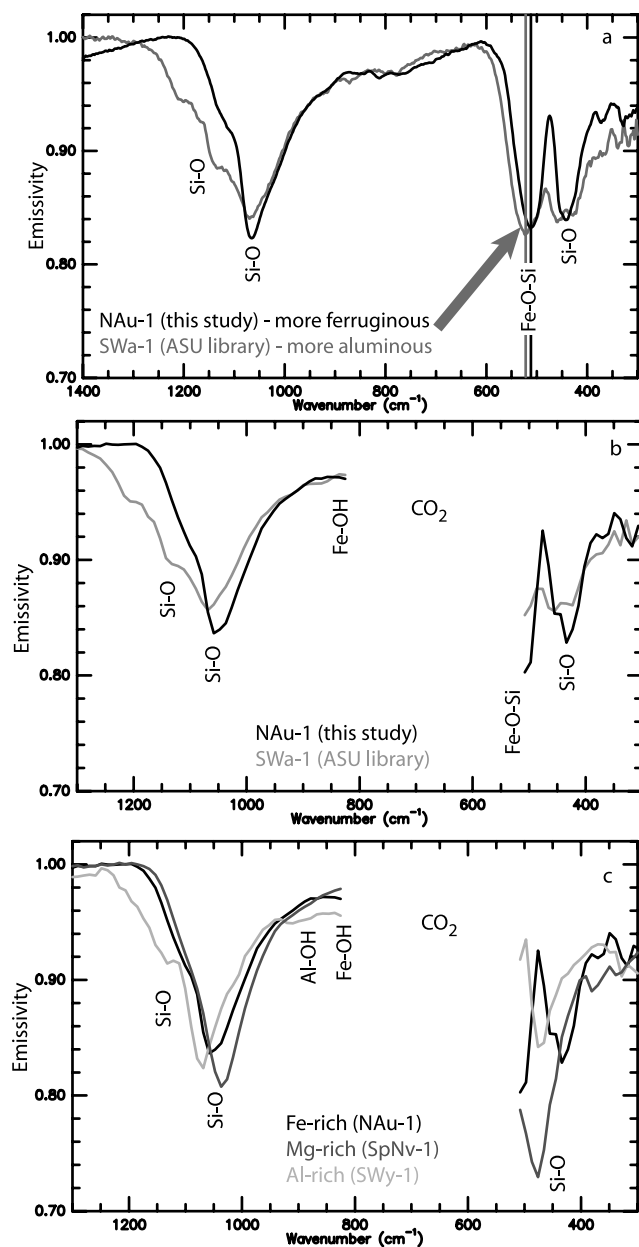 a
1.00
0.90
0.80
0.70
Emissivity
Si-O
Si-O
Fe-O-Si
Si-O
NAu-1 (this study) - more ferruginous
SWa-1 (ASU library) - more aluminous
1400 1200 1000 800 600 400
Wavenumber (cm⁻¹)
b
1.00
0.90
0.80
0.70
Emissivity
CO₂
Fe-OH
Si-O
Si-O
Fe-O-Si
Si-O
NAu-1 (this study)
SWa-1 (ASU library)
1200 1000 800 600 400
Wavenumber (cm⁻¹)
c
1.00
0.90
0.80
0.70
Emissivity
CO₂
Al-OH
Fe-OH
Si-O
Si-O
Si-O
Fe-rich (NAu-1)
Mg-rich (SpNv-1)
Al-rich (SWy-1)
1200 1000 800 600 400
Wavenumber (cm⁻¹)